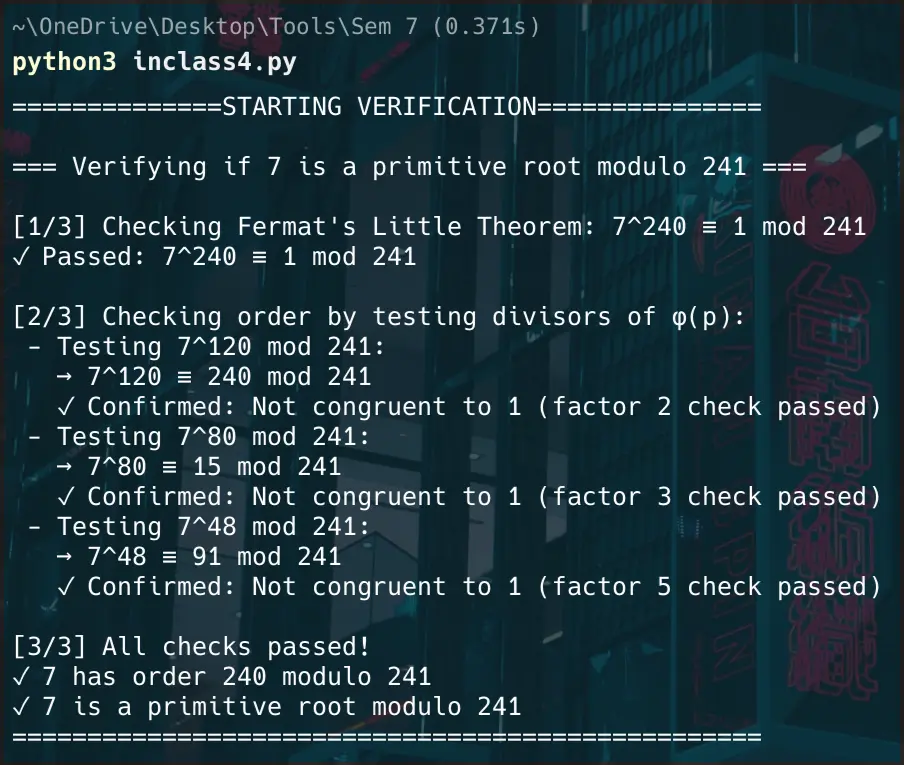 ~\OneDrive\Desktop\Tools\Sem 7 (0.371s)
python3 inclass4.py
==============STARTING VERIFICATION===============

=== Verifying if 7 is a primitive root modulo 241 ===

[1/3] Checking Fermat's Little Theorem: 7^240 ≡ 1 mod 241
✓ Passed: 7^240 ≡ 1 mod 241

[2/3] Checking order by testing divisors of φ(p):
 - Testing 7^120 mod 241:
   → 7^120 ≡ 240 mod 241
   ✓ Confirmed: Not congruent to 1 (factor 2 check passed)
 - Testing 7^80 mod 241:
   → 7^80 ≡ 15 mod 241
   ✓ Confirmed: Not congruent to 1 (factor 3 check passed)
 - Testing 7^48 mod 241:
   → 7^48 ≡ 91 mod 241
   ✓ Confirmed: Not congruent to 1 (factor 5 check passed)

[3/3] All checks passed!
✓ 7 has order 240 modulo 241
✓ 7 is a primitive root modulo 241
==================================================